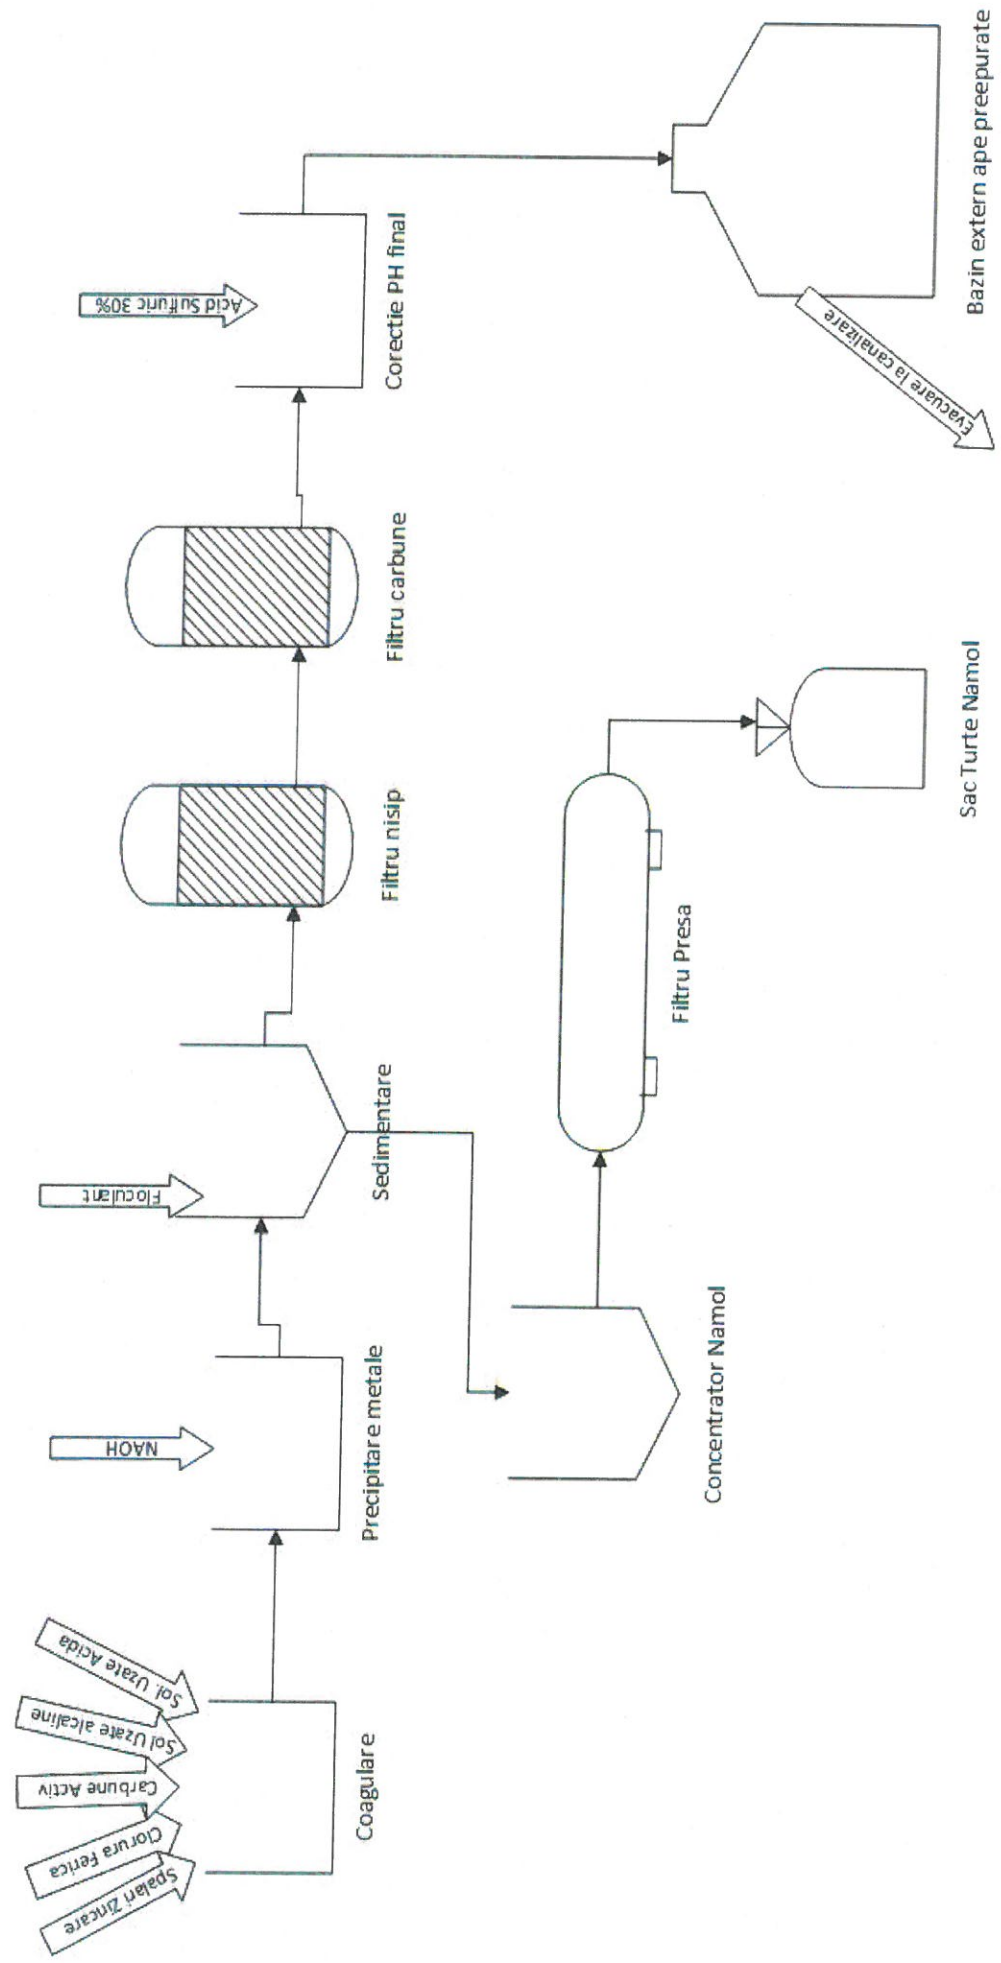 Spalari Zincare
Clorura Ferica
Carbune Activ
Sol Uzate alcaline
Sol. Uzate Acida
Coagulare
NAOH
Precipitare metale
Floculant
Sedimentare
Filtru nisip
Filtru carbune
Acid Sulfuric 30%
Corectie PH final
Concentrator Namol
Filtru Presa
Sac Turte Namol
Evacuare la canalizare
Bazin extern ape preepurate